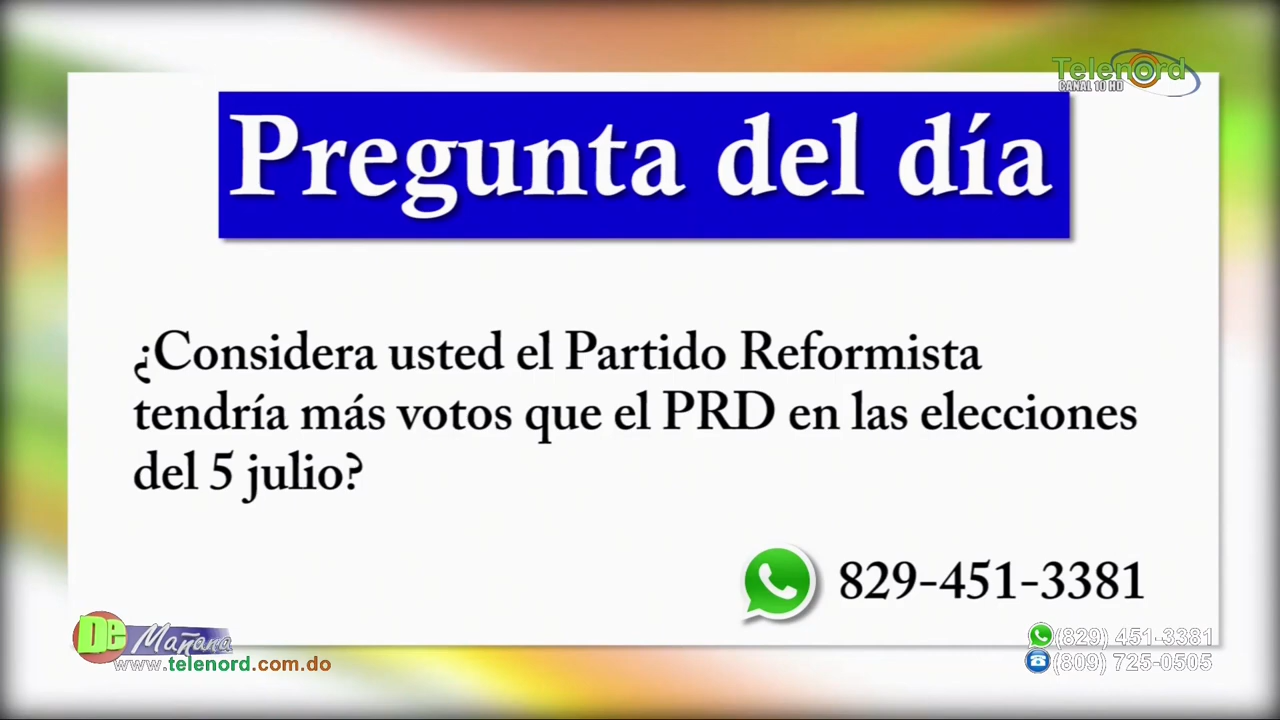 Telenord
CANAL 10 HD
Pregunta del día
¿Considera usted el Partido Reformista
tendría más votos que el PRD en las elecciones
del 5 julio?
829-451-3381
De Mañana
www.telenord.com.do
(829) 451-3381
(809) 725-0505